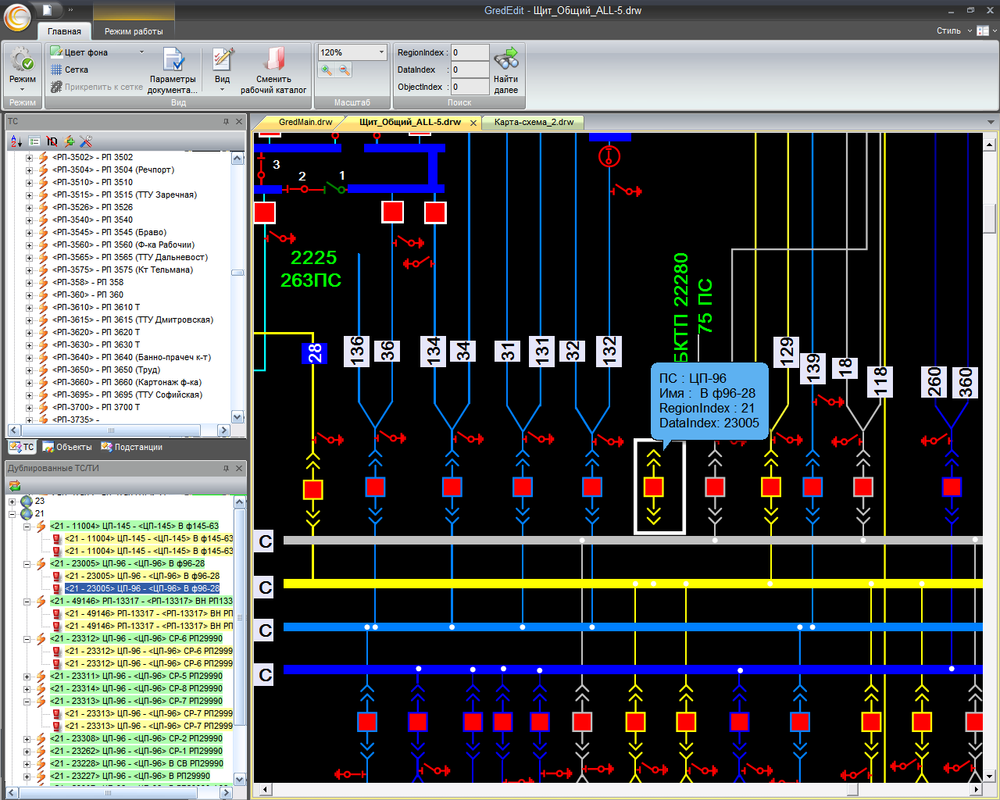 GredEdit - Щит_Общий_ALL-5.drw
Главная
Режим работы
Стиль
Режим
Цвет фона
Сетка
Прикрепить к сетке
Параметры
документа...
Вид
Сменить
рабочий каталог
120%
RegionIndex :
0
DataIndex :
0
ObjectIndex :
0
Найти
далее
Режим
Вид
Масштаб
Поиск
ТС
<РП-3502> - РП 3502
<РП-3504> - РП 3504 (Речпорт)
<РП-3510> - РП 3510
<РП-3515> - РП 3515 (ТТУ Заречная)
<РП-3526> - РП 3526
<РП-3540> - РП 3540
<РП-3545> - РП 3545 (Браво)
<РП-3560> - РП 3560 (Ф-ка Рабочии)
<РП-3565> - РП 3565 (ТТУ Дальневост)
<РП-3575> - РП 3575 (Кт Тельмана)
<РП-358> - РП 358
<РП-360> - РП 360
<РП-3610> - РП 3610 Т
<РП-3615> - РП 3615 (ТТУ Дмитровская)
<РП-3620> - РП 3620 Т
<РП-3630> - РП 3630 Т
<РП-3640> - РП 3640 (Банно-прачеч к-т)
<РП-3650> - РП 3650 (Труд)
<РП-3660> - РП 3660 (Картонаж ф-ка)
<РП-3695> - РП 3695 (ТТУ Софийская)
<РП-3700> - РП 3700 Т
<РП-3735> -
ТС
Объекты
Подстанции
Дублированные ТС/ТИ
23
21
<21 - 11004> ЦП-145 - <ЦП-145> В ф145-63
<21 - 11004> ЦП-145 - <ЦП-145> В ф145-63
<21 - 11004> ЦП-145 - <ЦП-145> В ф145-63
<21 - 23005> ЦП-96 - <ЦП-96> В ф96-28
<21 - 23005> ЦП-96 - <ЦП-96> В ф96-28
<21 - 23005> ЦП-96 - <ЦП-96> В ф96-28
<21 - 49146> РП-13317 - <РП-13317> ВН РП133
<21 - 49146> РП-13317 - <РП-13317> ВН РП
<21 - 49146> РП-13317 - <РП-13317> ВН РП
<21 - 23312> ЦП-96 - <ЦП-96> СР-6 РП29990
<21 - 23312> ЦП-96 - <ЦП-96> СР-6 РП2999
<21 - 23312> ЦП-96 - <ЦП-96> СР-6 РП2999
<21 - 23311> ЦП-96 - <ЦП-96> СР-5 РП29990
<21 - 23314> ЦП-96 - <ЦП-96> СР-8 РП29990
<21 - 23313> ЦП-96 - <ЦП-96> СР-7 РП29990
<21 - 23313> ЦП-96 - <ЦП-96> СР-7 РП2999
<21 - 23313> ЦП-96 - <ЦП-96> СР-7 РП2999
<21 - 23308> ЦП-96 - <ЦП-96> СР-2 РП29990
<21 - 23262> ЦП-96 - <ЦП-96> СР-1 РП29990
<21 - 23228> ЦП-96 - <ЦП-96> В СВ РП29990
<21 - 23227> ЦП-96 - <ЦП-96> В РП29990
GredMain.drw
Щит_Общий_ALL-5.drw
Карта-схема_2.drw
3
2
1
2225
263ПС
БКТП 22280
75 ПС
28
136
36
134
34
31
131
32
132
129
139
18
118
260
360
ПС : ЦП-96
Имя : В ф96-28
RegionIndex : 21
DataIndex: 23005
С
С
С
С